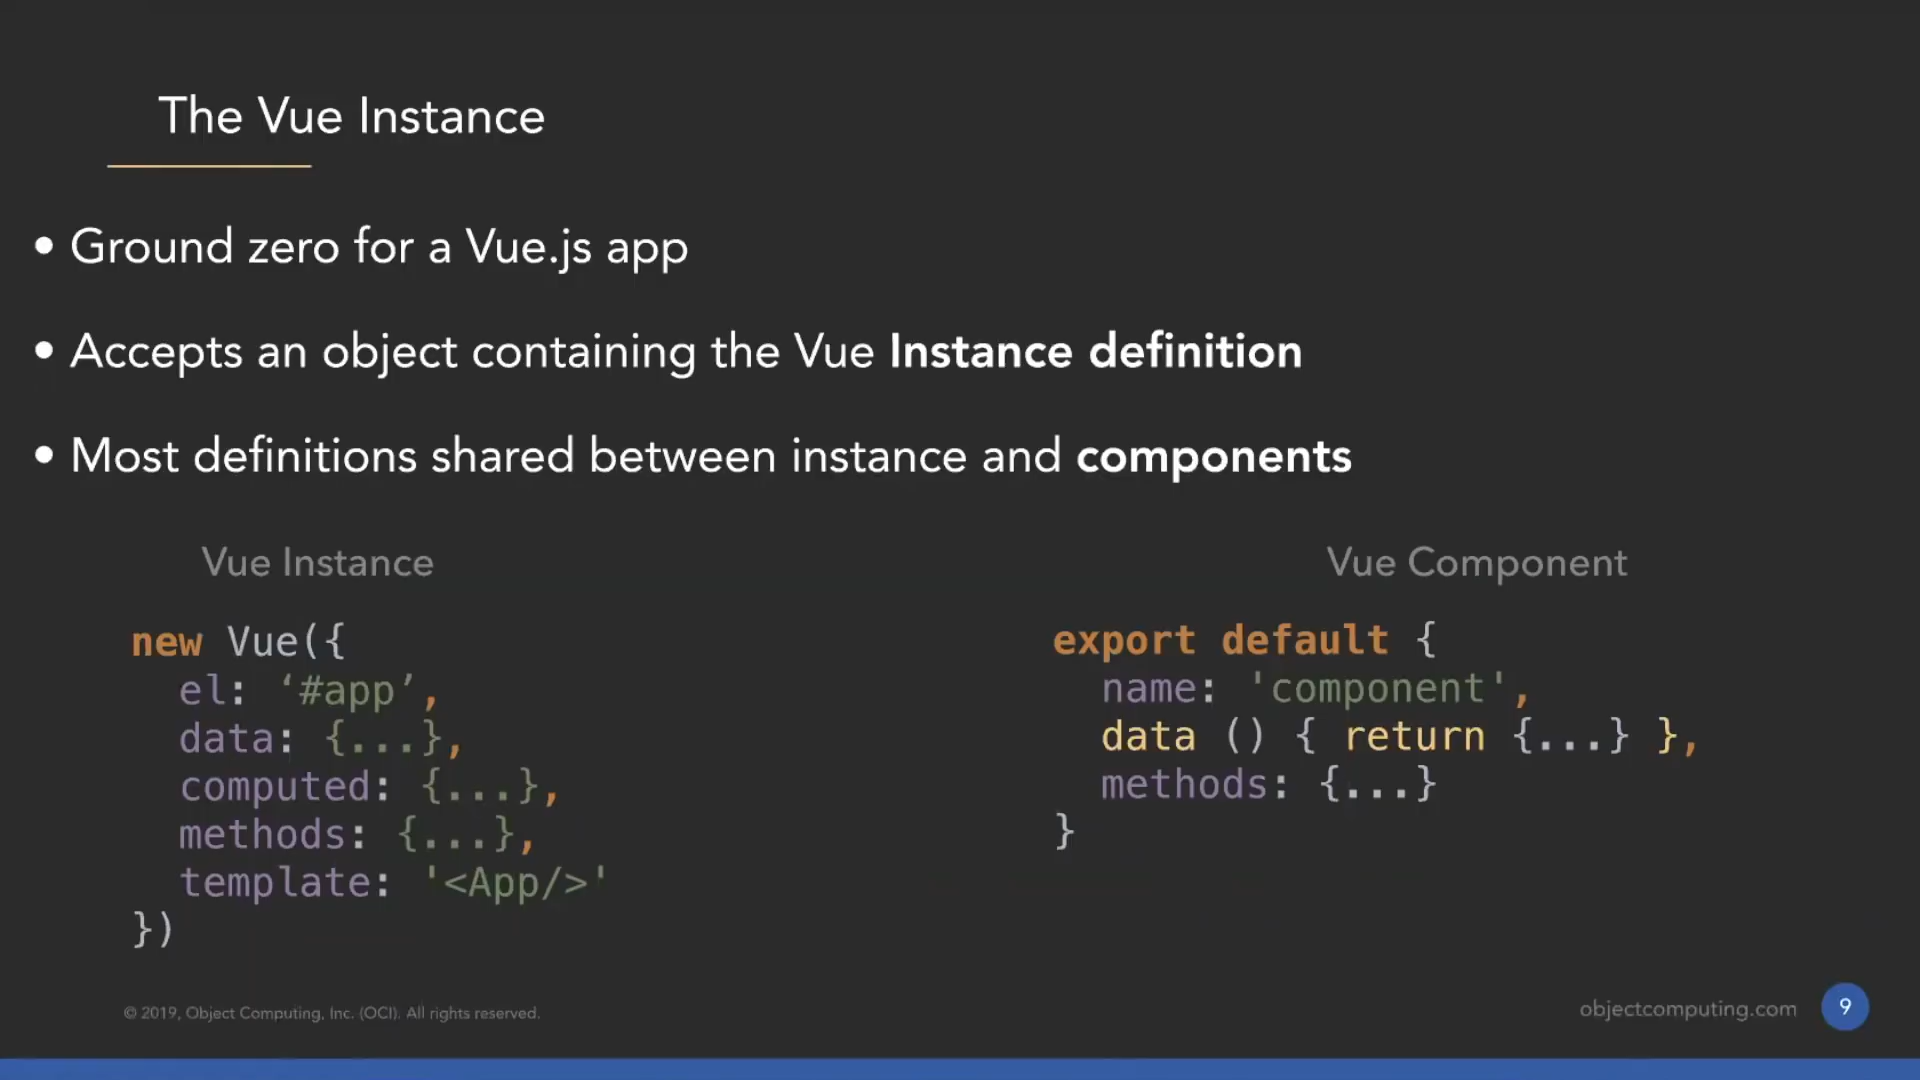 The Vue Instance
• Ground zero for a Vue.js app
• Accepts an object containing the Vue Instance definition
• Most definitions shared between instance and components
Vue Instance
new Vue({
  el: ‘#app’,
  data: {...},
  computed: {...},
  methods: {...},
  template: '<App/>'
})
Vue Component
export default {
  name: 'component',
  data () { return {...} },
  methods: {...}
}
© 2019, Object Computing, Inc. (OCI). All rights reserved.
objectcomputing.com
9